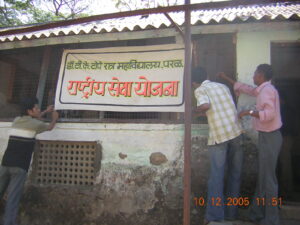 डॉ. व्ही. के. टोपे रात्र महाविद्यालय, परळ.
राष्ट्रीय सेवा योजना
10 12 2005 11 51